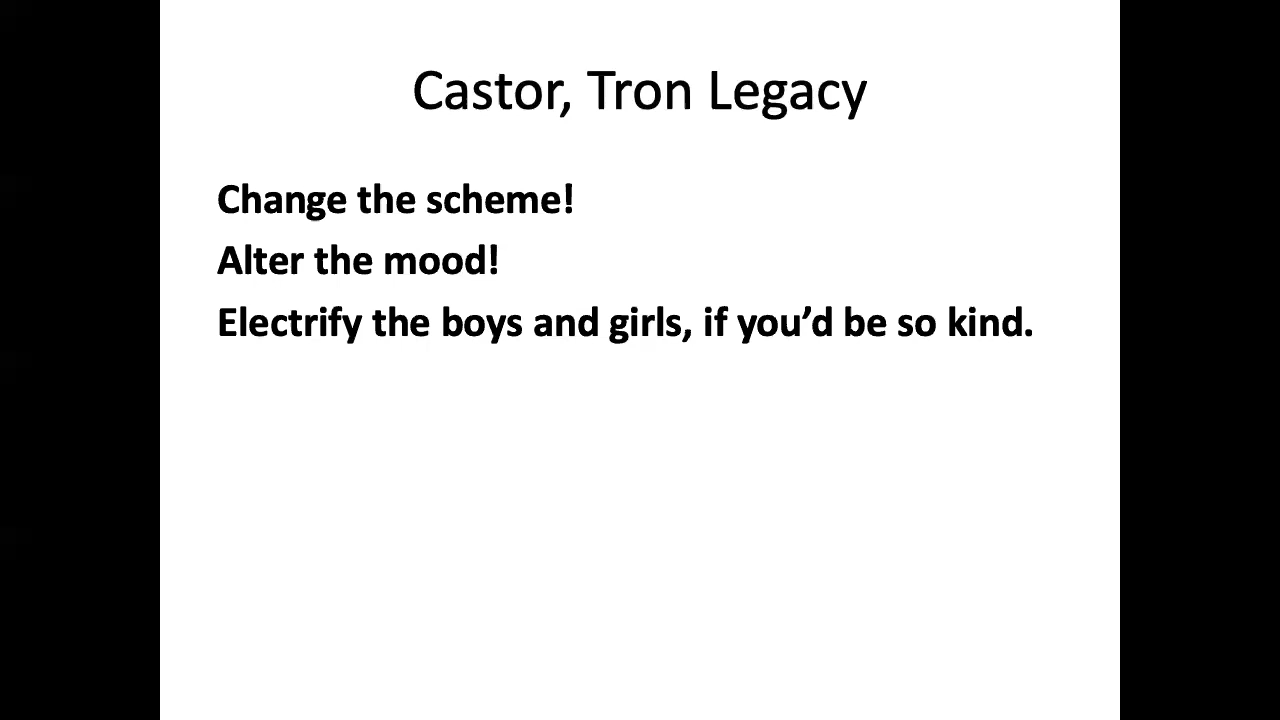 Castor, Tron Legacy
Change the scheme!
Alter the mood!
Electrify the boys and girls, if you’d be so kind.